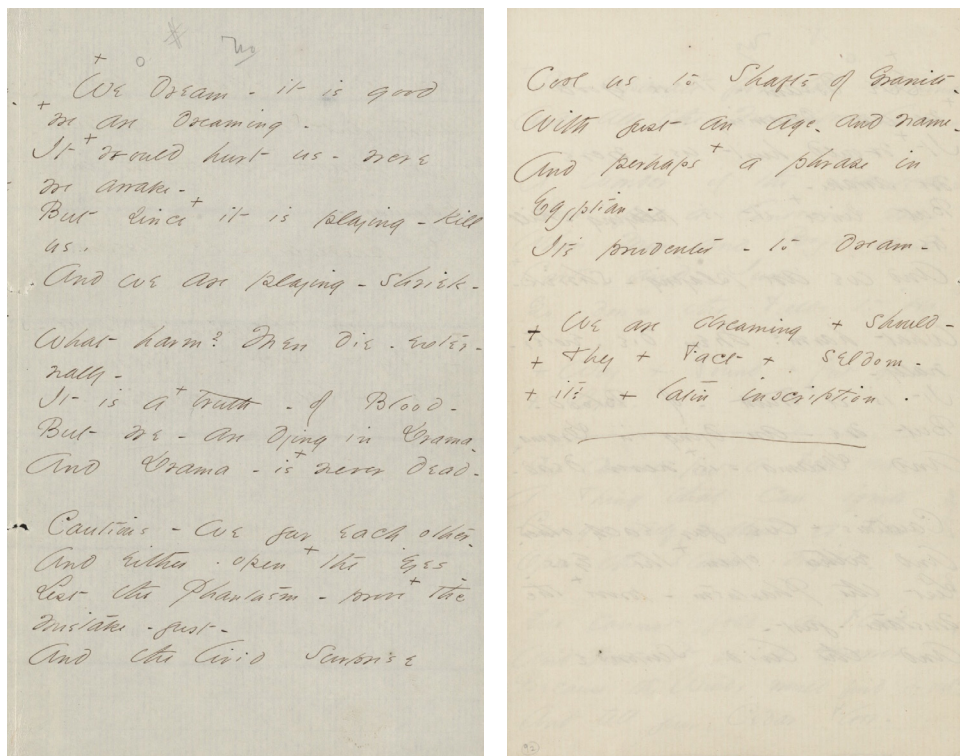 +
We dream - it is good
+ We are dreaming -
It + would hurt us - were
we awake -
But since + it is playing - kill
us -
And we are playing - shriek -
What harm? Men die - exter-
nally -
It is a + truth - of Blood -
But we - are dying in Drama
And Drama - is + never dead -
Cautious - We jar each other -
And either - open + the eyes
Lest the Phantasm - prove + the
mistake - just -
And the livid Surprise
Cool us to Shafts of Granite
With just an age - and name -
And perhaps + a phrase in
Egyptian -
It's prudenter - to dream -
+ We are dreaming + should -
+ They + Fact + seldom -
+ its + latin inscription -